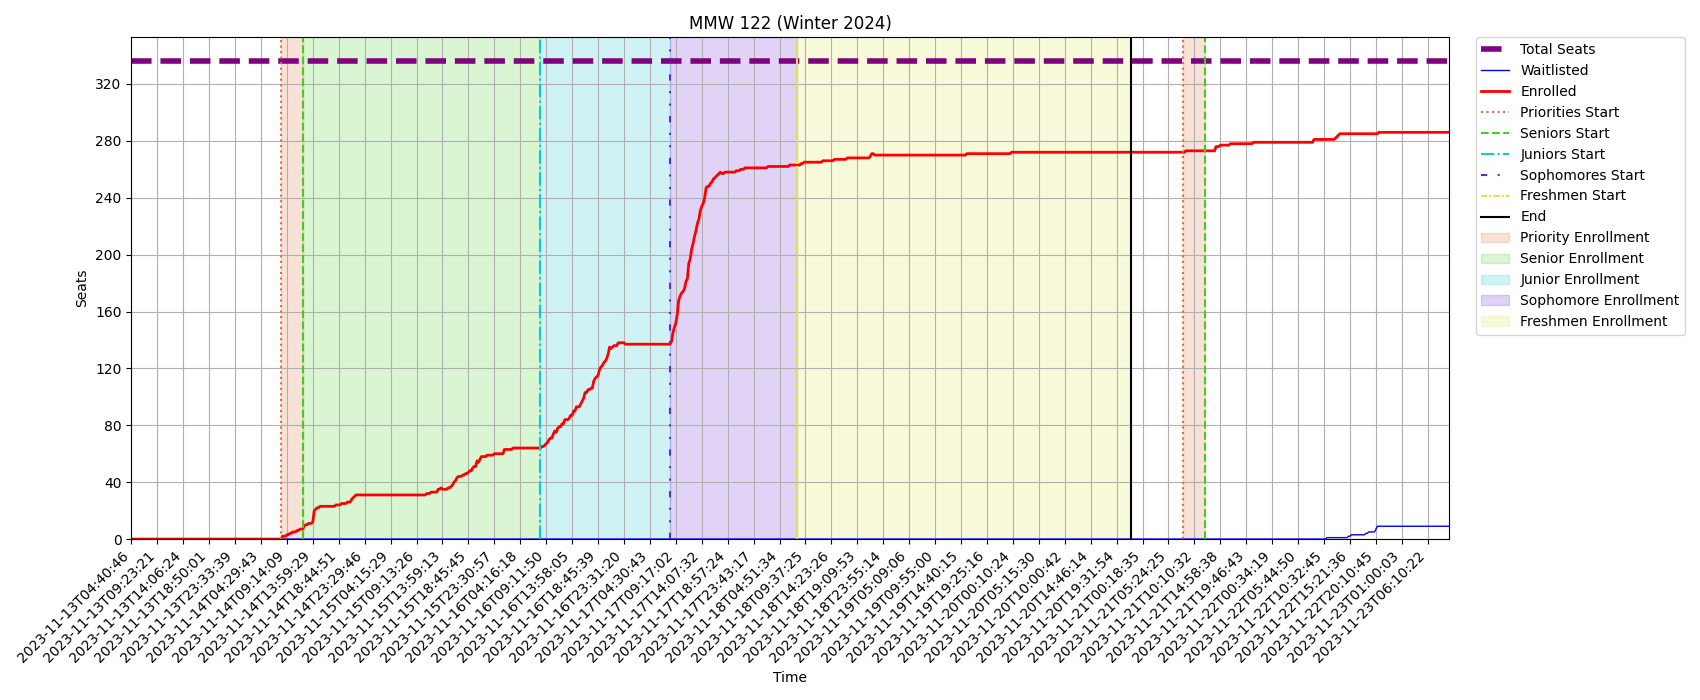 MMW 122 (Winter 2024)
Total Seats
Waitlisted
Enrolled
Priorities Start
Seniors Start
Juniors Start
Sophomores Start
Freshmen Start
End
Priority Enrollment
Senior Enrollment
Junior Enrollment
Sophomore Enrollment
Freshmen Enrollment
Seats
320
280
240
200
160
120
80
40
0
2023-11-13T04:40:46
2023-11-13T09:23:21
2023-11-13T14:06:24
2023-11-13T18:50:01
2023-11-13T23:33:39
2023-11-14T04:29:43
2023-11-14T09:14:09
2023-11-14T13:59:29
2023-11-14T18:44:51
2023-11-14T23:29:46
2023-11-15T04:15:29
2023-11-15T09:13:26
2023-11-15T13:59:13
2023-11-15T18:45:45
2023-11-15T23:30:57
2023-11-16T04:16:18
2023-11-16T09:11:50
2023-11-16T13:58:05
2023-11-16T18:45:39
2023-11-16T23:31:20
2023-11-17T04:30:43
2023-11-17T09:17:02
2023-11-17T14:07:32
2023-11-17T18:57:24
2023-11-17T23:43:17
2023-11-18T04:51:34
2023-11-18T09:37:25
2023-11-18T14:23:26
2023-11-18T19:09:53
2023-11-18T23:55:14
2023-11-19T05:09:06
2023-11-19T09:55:00
2023-11-19T14:40:15
2023-11-19T19:25:16
2023-11-20T00:10:24
2023-11-20T05:15:30
2023-11-20T10:00:42
2023-11-20T14:46:14
2023-11-20T19:31:54
2023-11-21T00:18:35
2023-11-21T05:24:25
2023-11-21T10:10:32
2023-11-21T14:58:38
2023-11-21T19:46:43
2023-11-22T00:34:19
2023-11-22T05:44:50
2023-11-22T10:32:45
2023-11-22T15:21:36
2023-11-22T20:10:45
2023-11-23T01:00:03
2023-11-23T06:10:22
Time